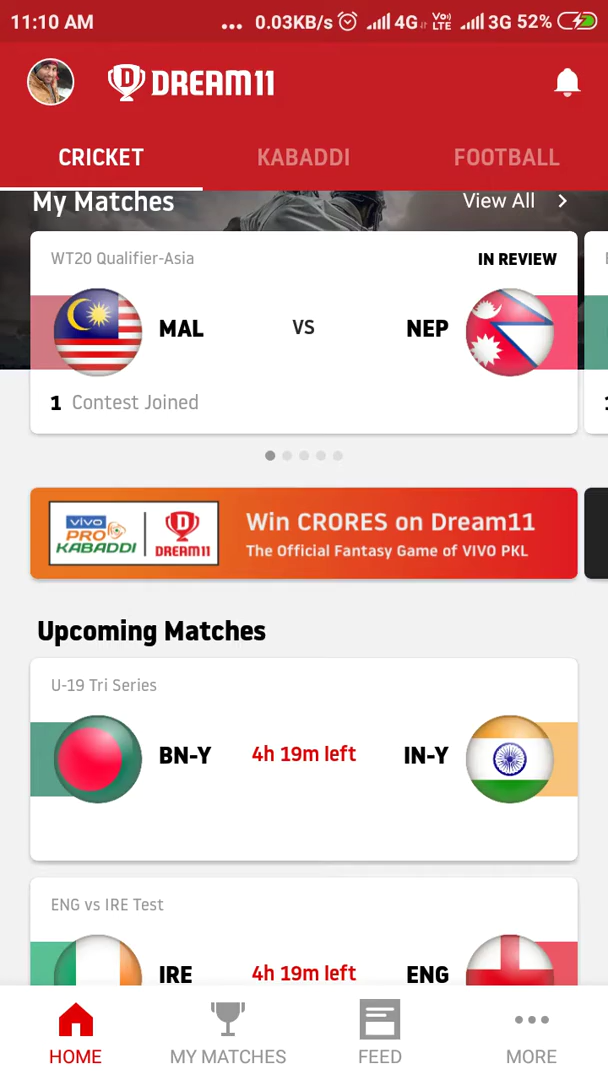 11:10 AM ... 0.03KB/s 4G Vo) LTE 3G 52%
DREAM11
CRICKET KABADDI FOOTBALL
My Matches View All >
WT20 Qualifier-Asia IN REVIEW
MAL VS NEP
1 Contest Joined
vivo PRO KABADDI DREAM11
Win CRORES on Dream11
The Official Fantasy Game of VIVO PKL
Upcoming Matches
U-19 Tri Series
BN-Y 4h 19m left IN-Y
ENG vs IRE Test
IRE 4h 19m left ENG
HOME MY MATCHES FEED MORE